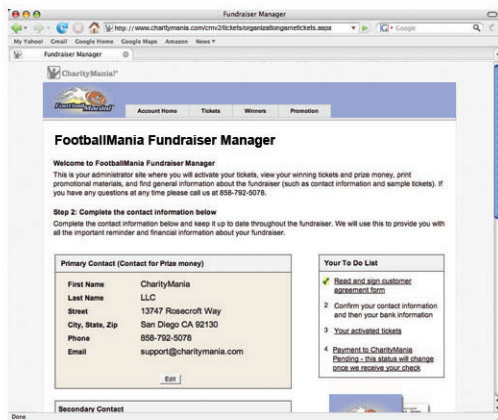 Fundraiser Manager
http://www.charitymania.com/cmv2/tickets/organizationgametickets.aspx
Google
My Yahoo! Gmail Google Home Google Maps Amazon News
Fundraiser Manager
CharityMania!
FootballMania!
Account Home Tickets Winners Promotion
FootballMania Fundraiser Manager
Welcome to FootballMania Fundraiser Manager
This is your administrator site where you will activate your tickets, view your winning tickets and prize money, print
promotional materials, and find general information about the fundraiser (such as contact information and sample tickets). If
you have any questions at any time please call us at 858-792-5078.
Step 2: Complete the contact information below
Complete the contact information below and keep it up to date throughout the fundraiser. We will use this to provide you with
all the important reminder and financial information about your fundraiser.
Primary Contact (Contact for Prize money)
First Name CharityMania
Last Name LLC
Street 13747 Rosecroft Way
City, State, Zip San Diego CA 92130
Phone 858-792-5078
Email support@charitymania.com
Edit
Secondary Contact
Your To Do List
Read and sign customer
agreement form
2 Confirm your contact information
and then your bank information
3 Your activated tickets
4 Payment to CharityMania
Pending - this status will change
once we receive your check
Done